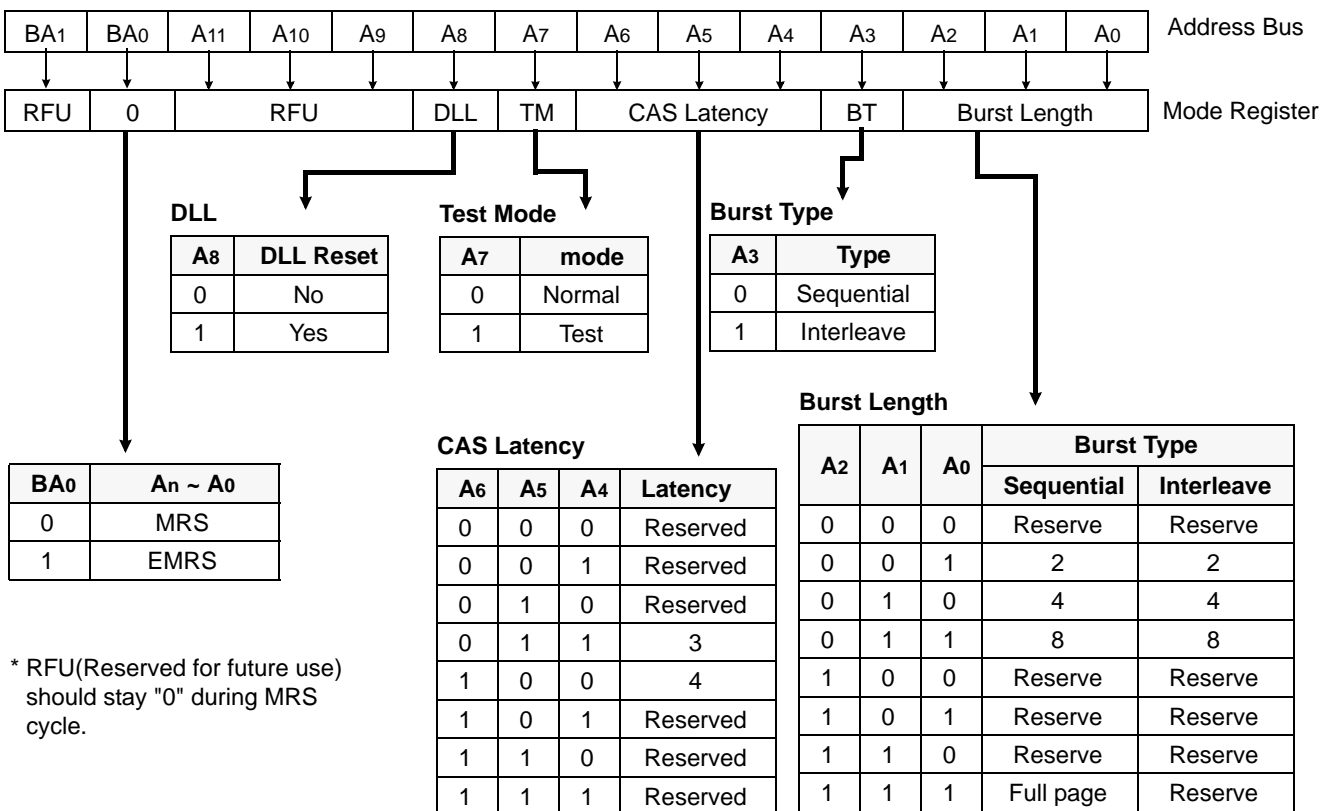 BA1 BA0 A11 A10 A9 A8 A7 A6 A5 A4 A3 A2 A1 A0 Address Bus
RFU 0 RFU DLL TM CAS Latency BT Burst Length Mode Register
DLL
A8 DLL Reset
0 No
1 Yes
Test Mode
A7 mode
0 Normal
1 Test
Burst Type
A3 Type
0 Sequential
1 Interleave
BA0 An ~ A0
0 MRS
1 EMRS
* RFU(Reserved for future use)
should stay "0" during MRS
cycle.
CAS Latency
A6 A5 A4 Latency
0 0 0 Reserved
0 0 1 Reserved
0 1 0 Reserved
0 1 1 3
1 0 0 4
1 0 1 Reserved
1 1 0 Reserved
1 1 1 Reserved
Burst Length
A2 A1 A0 Burst Type
Sequential Interleave
0 0 0 Reserve Reserve
0 0 1 2 2
0 1 0 4 4
0 1 1 8 8
1 0 0 Reserve Reserve
1 0 1 Reserve Reserve
1 1 0 Reserve Reserve
1 1 1 Full page Reserve